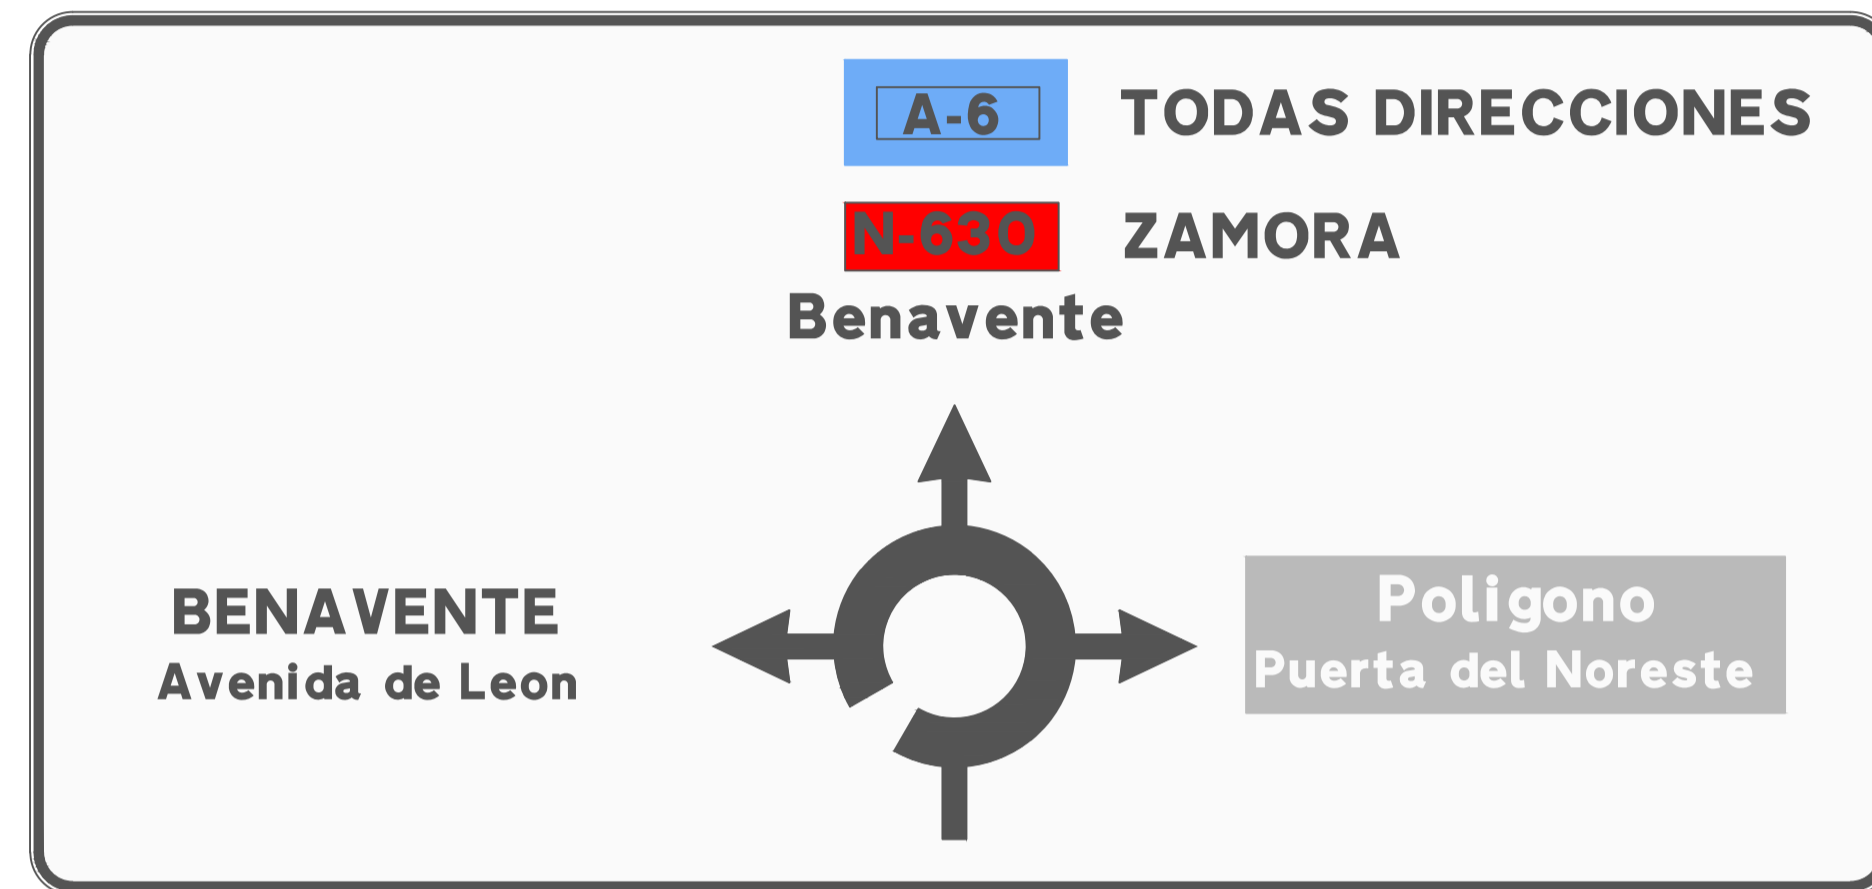 A-6 TODAS DIRECCIONES
N-630 ZAMORA
Benavente
BENAVENTE
Avenida de Leon
Poligono
Puerta del Noreste